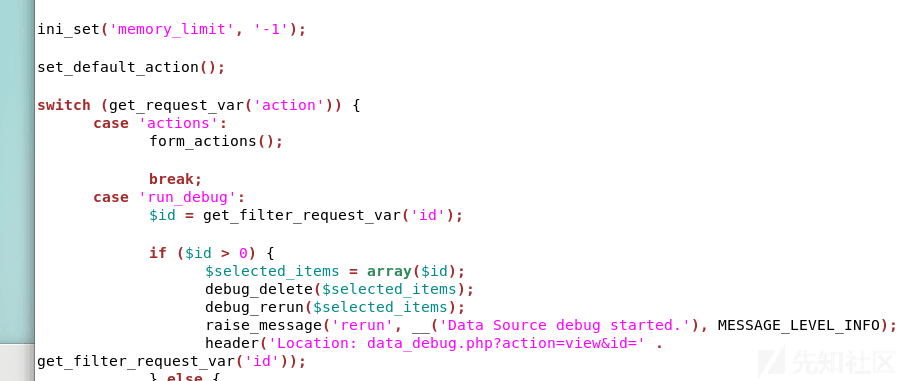 ini_set('memory_limit', '-1');
set_default_action();
switch (get_request_var('action')) {
case 'actions':
form_actions();
break;
case 'run_debug':
$id = get_filter_request_var('id');
if ($id > 0) {
$selected_items = array($id);
debug_delete($selected_items);
debug_rerun($selected_items);
raise_message('rerun', __('Data Source debug started.'), MESSAGE_LEVEL_INFO);
header('Location: data_debug.php?action=view&id=' .
get_filter_request_var('id'));
} else {
先知社区